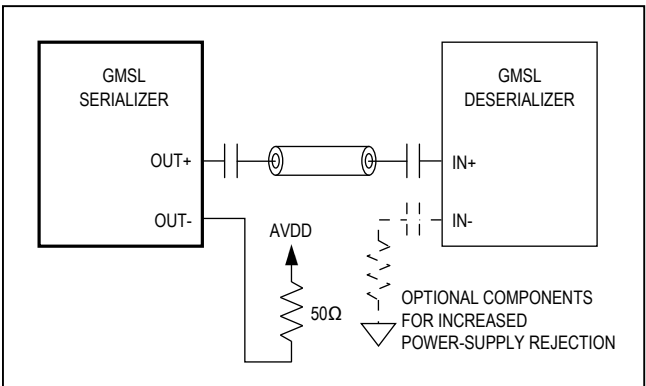 GMSL
SERIALIZER
OUT+
OUT-
GMSL
DESERIALIZER
IN+
IN-
AVDD
50Ω
OPTIONAL COMPONENTS
FOR INCREASED
POWER-SUPPLY REJECTION